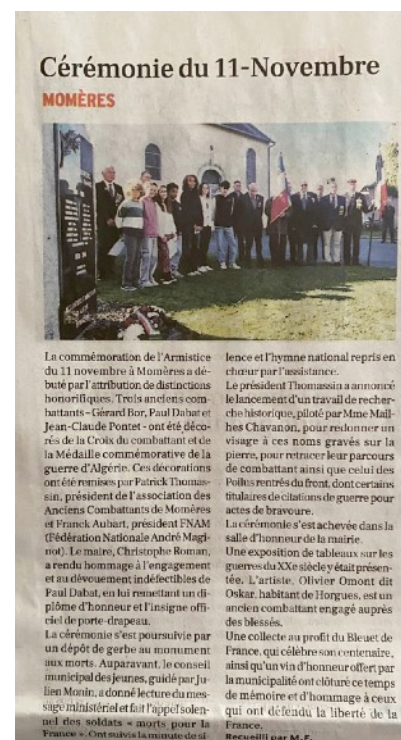 Cérémonie du 11-Novembre
MOMÈRES
La commémoration de l'Armistice
du 11 novembre à Momères a dé-
buté par l'attribution de distinctions
honorifiques. Trois anciens com-
battants - Gérard Bor, Paul Dabat et
Jean-Claude Pontet - ont été déco-
rés de la Croix du combattant et de
la Médaille commémorative de la
guerre d'Algérie. Ces décorations
ont été remises par Patrick Thomas-
sin, président de l'association des
Anciens Combattants de Momères
et Franck Aubart, président FNAM
(Fédération Nationale André Magi-
not). Le maire, Christophe Roman,
a rendu hommage à l'engagement
et au dévouement indéfectibles de
Paul Dabat, en lui remettant un di-
plôme d'honneur et l'insigne offi-
ciel de porte-drapeau.
La cérémonie s'est poursuivie par
un dépôt de gerbe au monument
aux morts. Auparavant, le conseil
municipal des jeunes, guidé par Ju-
lien Monin, a donné lecture du mes-
sage ministériel et fait l'appel solen-
nel des soldats « morts pour la
France ». Ont suivis la minute de si-
lence et l'hymne national repris en
chœur par l'assistance.
Le président Thomassin a annoncé
le lancement d'un travail de recher-
che historique, piloté par Mme Mail-
hes Chavanon, pour redonner un
visage à ces noms gravés sur la
pierre, pour retracer leur parcours
de combattant ainsi que celui des
Poilus rentrés du front, dont certains
titulaires de citations de guerre pour
actes de bravoure.
La cérémonie s'est achevée dans la
salle d'honneur de la mairie.
Une exposition de tableaux sur les
guerres du XXe siècle y était présen-
tée. L'artiste, Olivier Omont dit
Oskar, habitant de Horgues, est un
ancien combattant engagé auprès
des blessés.
Une collecte au profit du Bleuet de
France, qui célèbre son centenaire,
ainsi qu'un vin d'honneur offert par
la municipalité ont clôturé ce temps
de mémoire et d'hommage à ceux
qui ont défendu la liberté de la
France.
Recueilli par M.F.